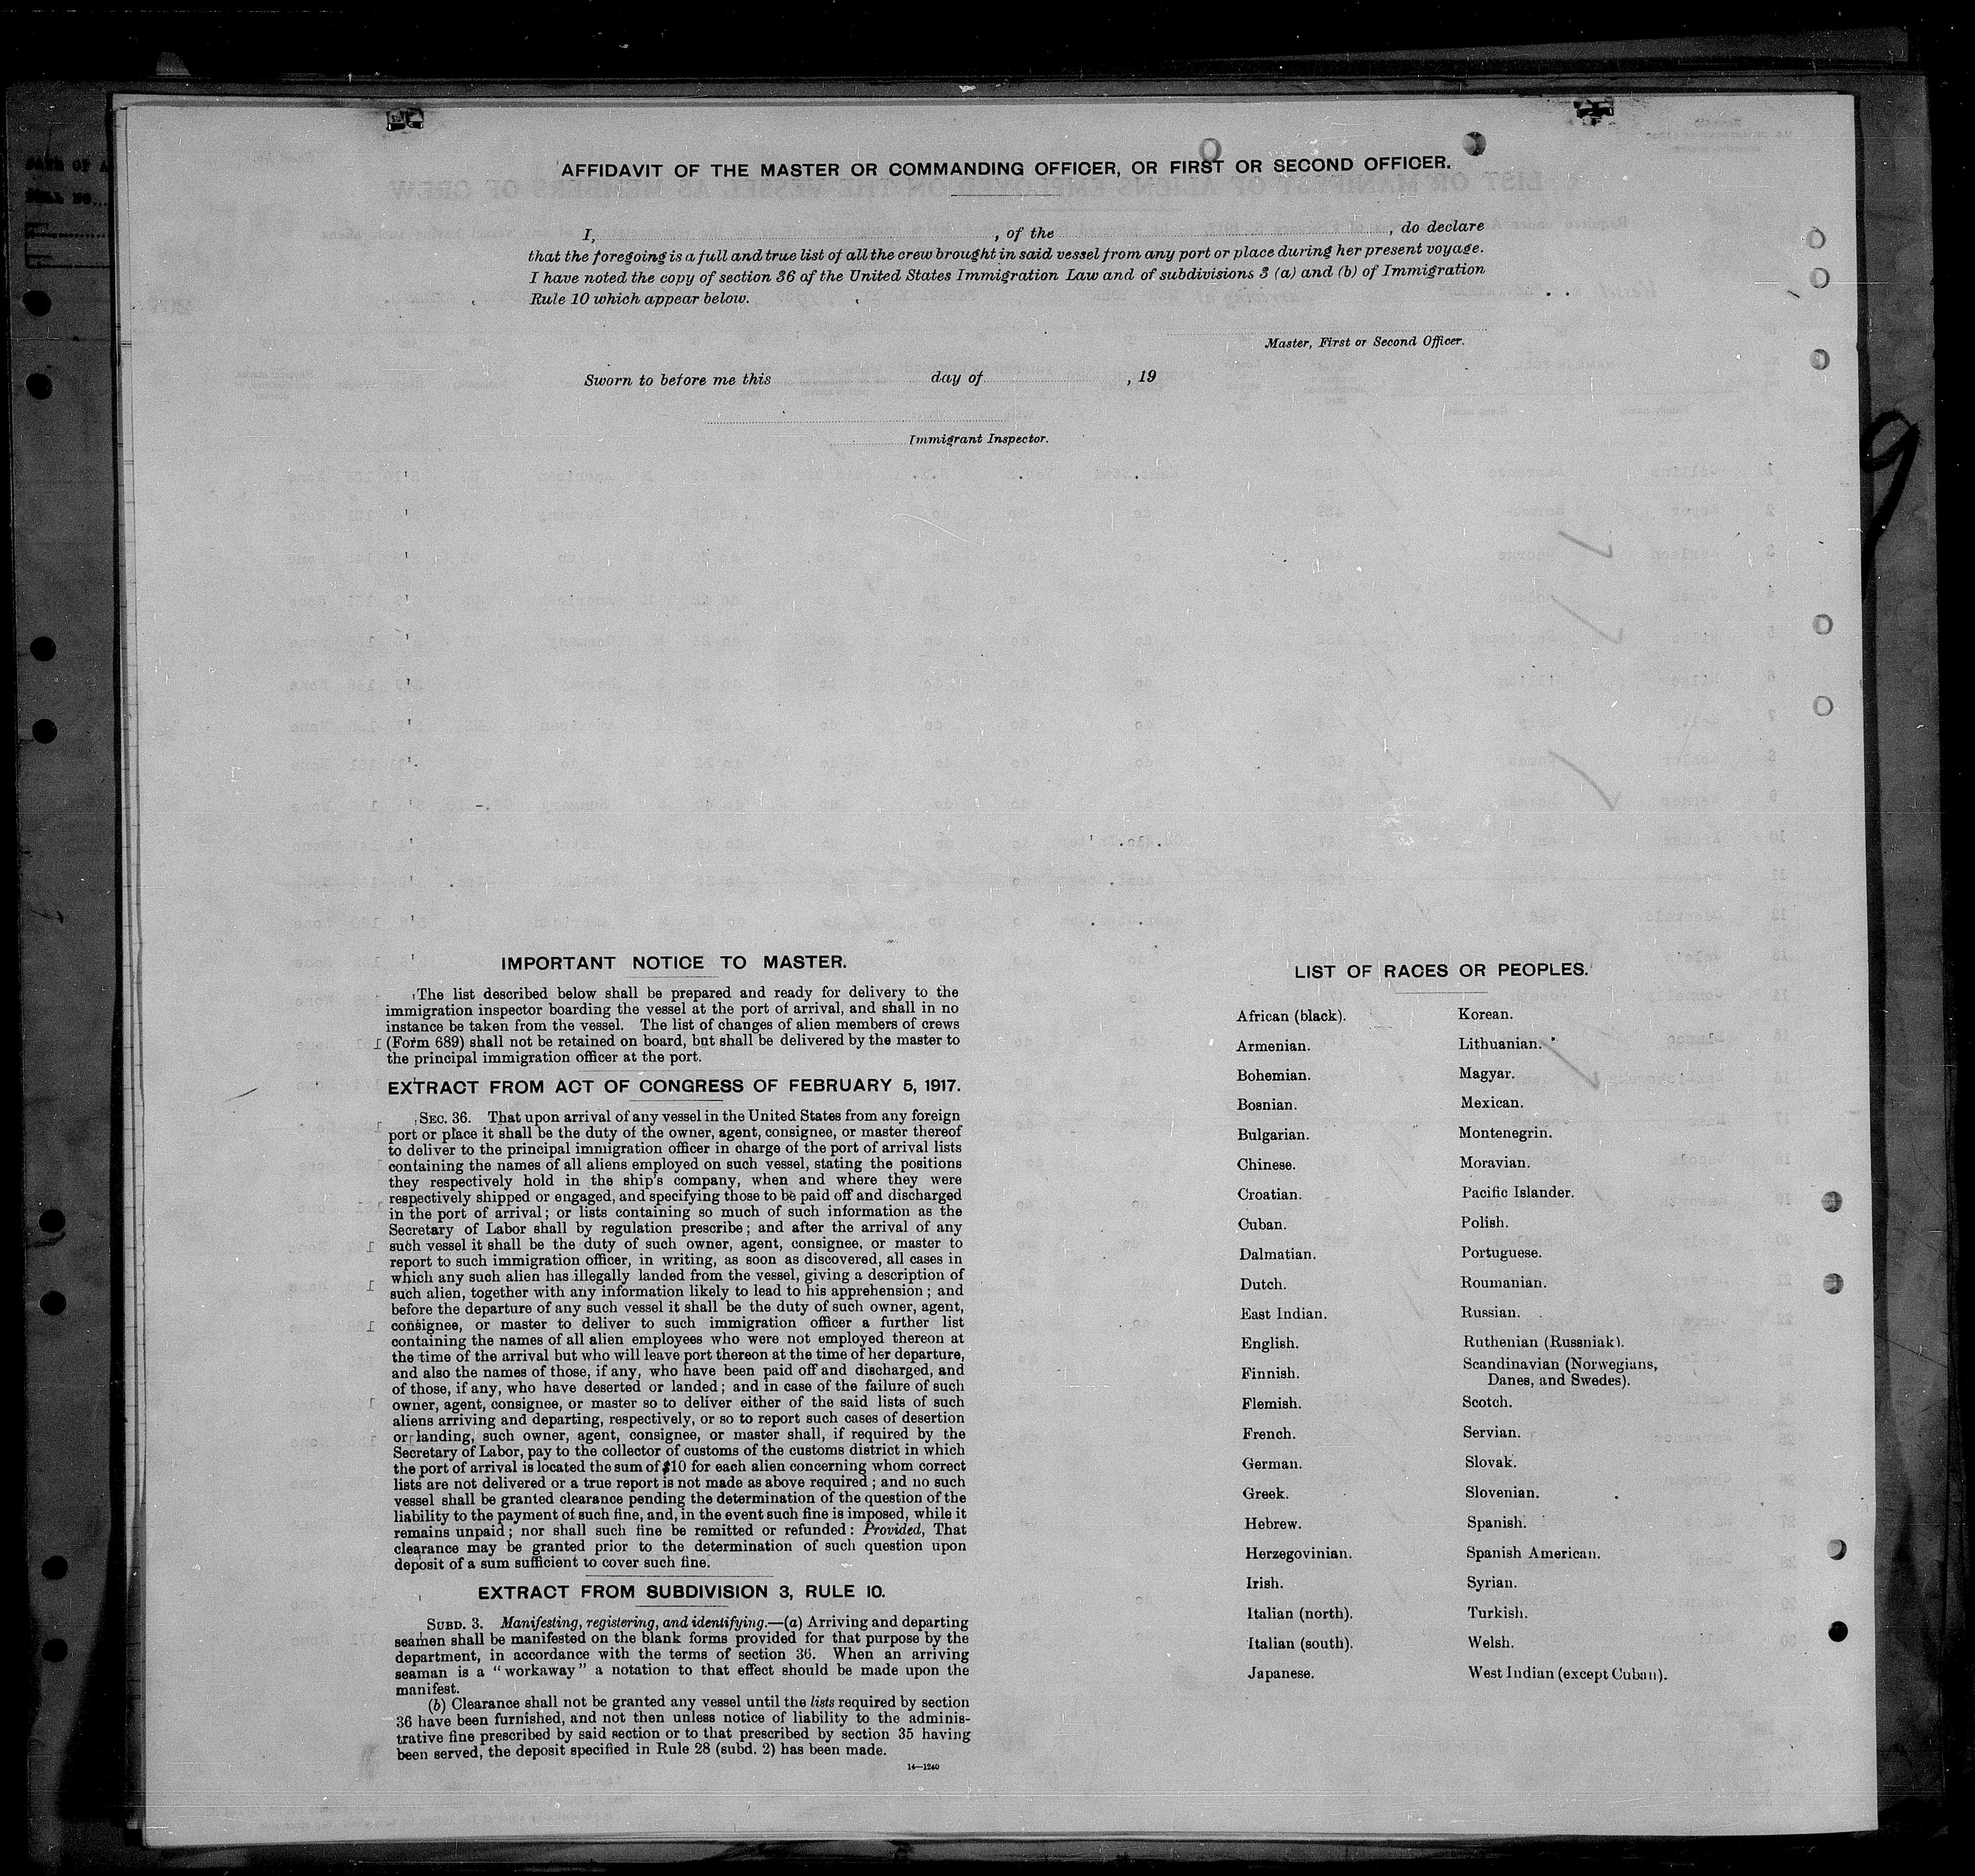 AFFIDAVIT OF THE MASTER OR COMMANDING OFFICER, OR FIRST OR SECOND OFFICER.
I, , of the , do declare
that the foregoing is a full and true list of all the crew brought in said vessel from any port or place during her present voyage.
I have noted the copy of section 36 of the United States Immigration Law and of subdivisions 3 (a) and (b) of Immigration
Rule 10 which appear below.
Master, First or Second Officer.
Sworn to before me this day of , 19
Immigrant Inspector.
9
IMPORTANT NOTICE TO MASTER.
The list described below shall be prepared and ready for delivery to the
immigration inspector boarding the vessel at the port of arrival, and shall in no
instance be taken from the vessel. The list of changes of alien members of crews
(Form 689) shall not be retained on board, but shall be delivered by the master to
the principal immigration officer at the port.
EXTRACT FROM ACT OF CONGRESS OF FEBRUARY 5, 1917.
SEC. 36. That upon arrival of any vessel in the United States from any foreign
port or place it shall be the duty of the owner, agent, consignee, or master thereof
to deliver to the principal immigration officer in charge of the port of arrival lists
containing the names of all aliens employed on such vessel, stating the positions
they respectively hold in the ship's company, when and where they were
respectively shipped or engaged, and specifying those to be paid off and discharged
in the port of arrival; or lists containing so much of such information as the
Secretary of Labor shall by regulation prescribe; and after the arrival of any
such vessel it shall be the duty of such owner, agent, consignee, or master to
report to such immigration officer, in writing, as soon as discovered, all cases in
which any such alien has illegally landed from the vessel, giving a description of
such alien, together with any information likely to lead to his apprehension; and
before the departure of any such vessel it shall be the duty of such owner, agent,
consignee, or master to deliver to such immigration officer a further list
containing the names of all alien employees who were not employed thereon at
the time of the arrival but who will leave port thereon at the time of her departure,
and also the names of those, if any, who have been paid off and discharged, and
of those, if any, who have deserted or landed; and in case of the failure of such
owner, agent, consignee, or master so to deliver either of the said lists of such
aliens arriving and departing, respectively, or so to report such cases of desertion
or landing, such owner, agent, consignee, or master shall, if required by the
Secretary of Labor, pay to the collector of customs of the customs district in which
the port of arrival is located the sum of $10 for each alien concerning whom correct
lists are not delivered or a true report is not made as above required; and no such
vessel shall be granted clearance pending the determination of the question of the
liability to the payment of such fine, and, in the event such fine is imposed, while it
remains unpaid; nor shall such fine be remitted or refunded: Provided, That
clearance may be granted prior to the determination of such question upon
deposit of a sum sufficient to cover such fine.
EXTRACT FROM SUBDIVISION 3, RULE 10.
SUBD. 3. Manifesting, registering, and identifying.—(a) Arriving and departing
seamen shall be manifested on the blank forms provided for that purpose by the
department, in accordance with the terms of section 36. When an arriving
seaman is a "workaway" a notation to that effect should be made upon the
manifest.
(b) Clearance shall not be granted any vessel until the lists required by section
36 have been furnished, and not then unless notice of liability to the adminis-
trative fine prescribed by said section or to that prescribed by section 35 having
been served, the deposit specified in Rule 28 (subd. 2) has been made.
14—1240
LIST OF RACES OR PEOPLES.
African (black).
Armenian.
Bohemian.
Bosnian.
Bulgarian.
Chinese.
Croatian.
Cuban.
Dalmatian.
Dutch.
East Indian.
English.
Finnish.
Flemish.
French.
German.
Greek.
Hebrew.
Herzegovinian.
Irish.
Italian (north).
Italian (south).
Japanese.
Korean.
Lithuanian.
Magyar.
Mexican.
Montenegrin.
Moravian.
Pacific Islander.
Polish.
Portuguese.
Roumanian.
Russian.
Ruthenian (Russniak).
Scandinavian (Norwegians,
Danes, and Swedes).
Scotch.
Servian.
Slovak.
Slovenian.
Spanish.
Spanish American.
Syrian.
Turkish.
Welsh.
West Indian (except Cuban).